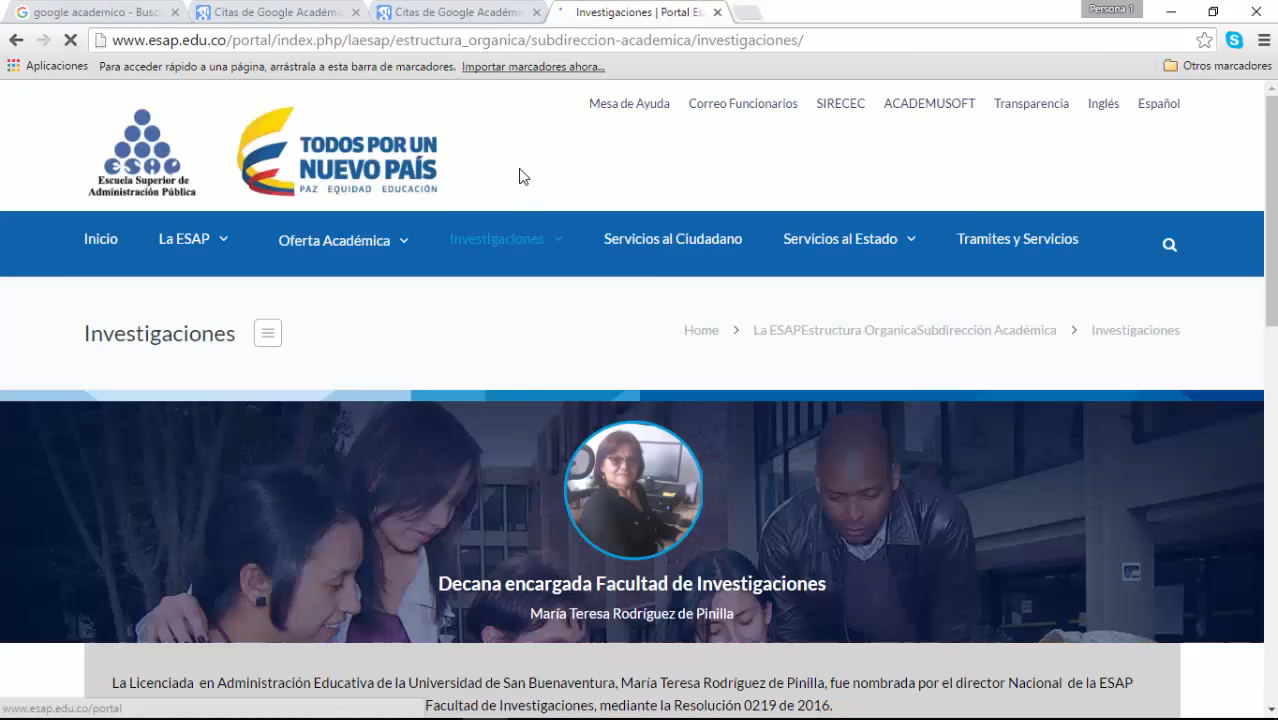 google academico - Busc
Citas de Google Académi
Citas de Google Académi
Investigaciones | Portal Es
Persona 1
www.esap.edu.co/portal/index.php/laesap/estructura_organica/subdireccion-academica/investigaciones/
Aplicaciones
Para acceder rápido a una página, arrástrala a esta barra de marcadores.
Importar marcadores ahora...
Otros marcadores
Mesa de Ayuda
Correo Funcionarios
SIRECEC
ACADEMUSOFT
Transparencia
Inglés
Español
esap
Escuela Superior de
Administración Pública
TODOS POR UN
NUEVO PAÍS
PAZ EQUIDAD EDUCACIÓN
Inicio
La ESAP
Oferta Académica
Investigaciones
Servicios al Ciudadano
Servicios al Estado
Tramites y Servicios
Investigaciones
Home > La ESAPEstructura OrganicaSubdirección Académica > Investigaciones
Decana encargada Facultad de Investigaciones
María Teresa Rodríguez de Pinilla
La Licenciada en Administración Educativa de la Universidad de San Buenaventura, María Teresa Rodríguez de Pinilla, fue nombrada por el director Nacional de la ESAP
Facultad de Investigaciones, mediante la Resolución 0219 de 2016.
www.esap.edu.co/portal